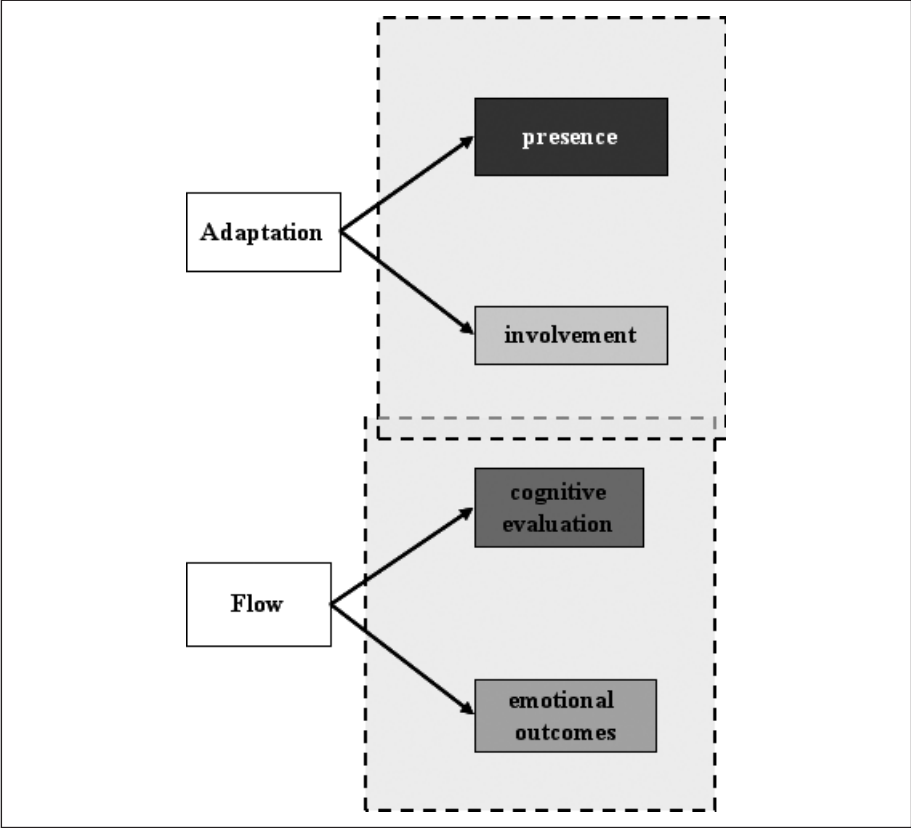 presence
Adaptation
involvement
cognitive
evaluation
Flow
emotional
outcomes